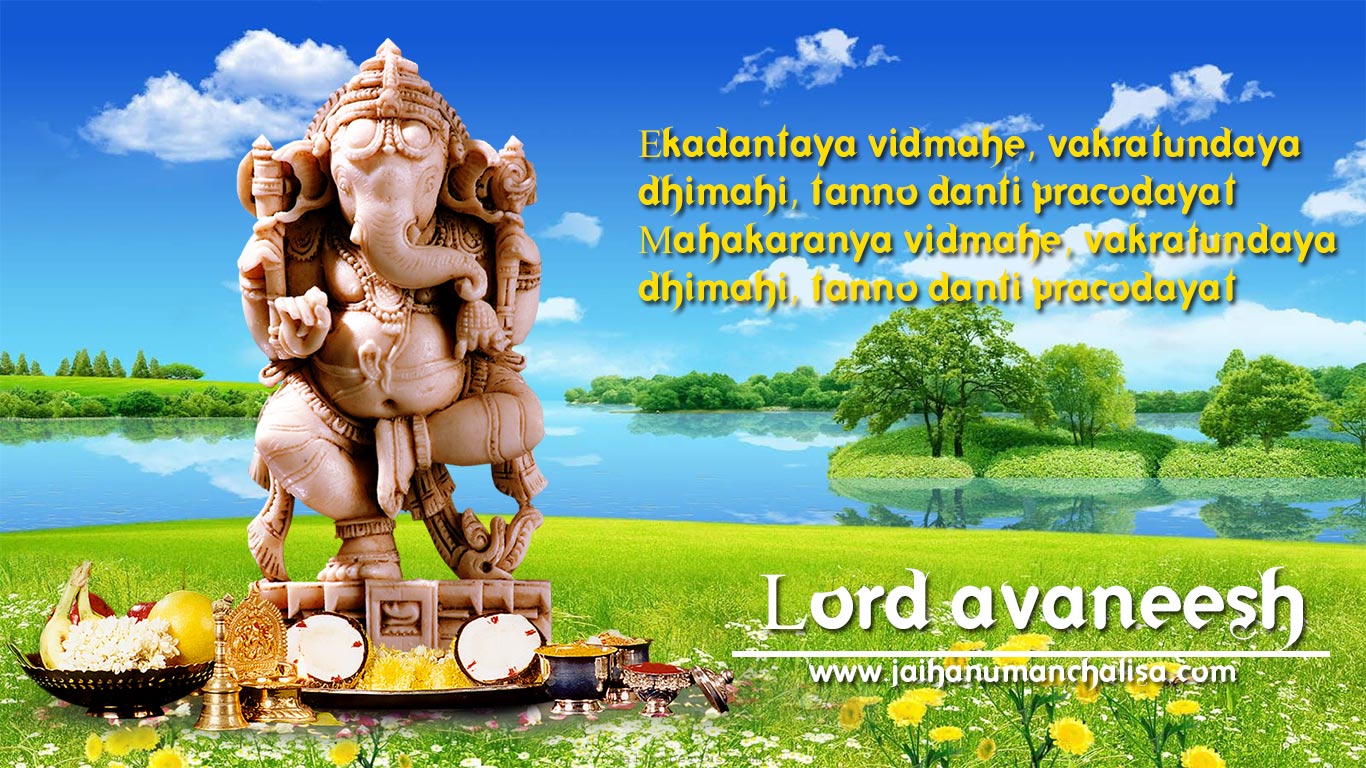 Ekadantaya vidmahe, vakratundaya
dhimahi, tanno danti pracodayat
Mahakaranya vidmahe, vakratundaya
dhimahi, tanno danti pracodayat
Lord avaneesh
www.jaihanumanchalisa.com